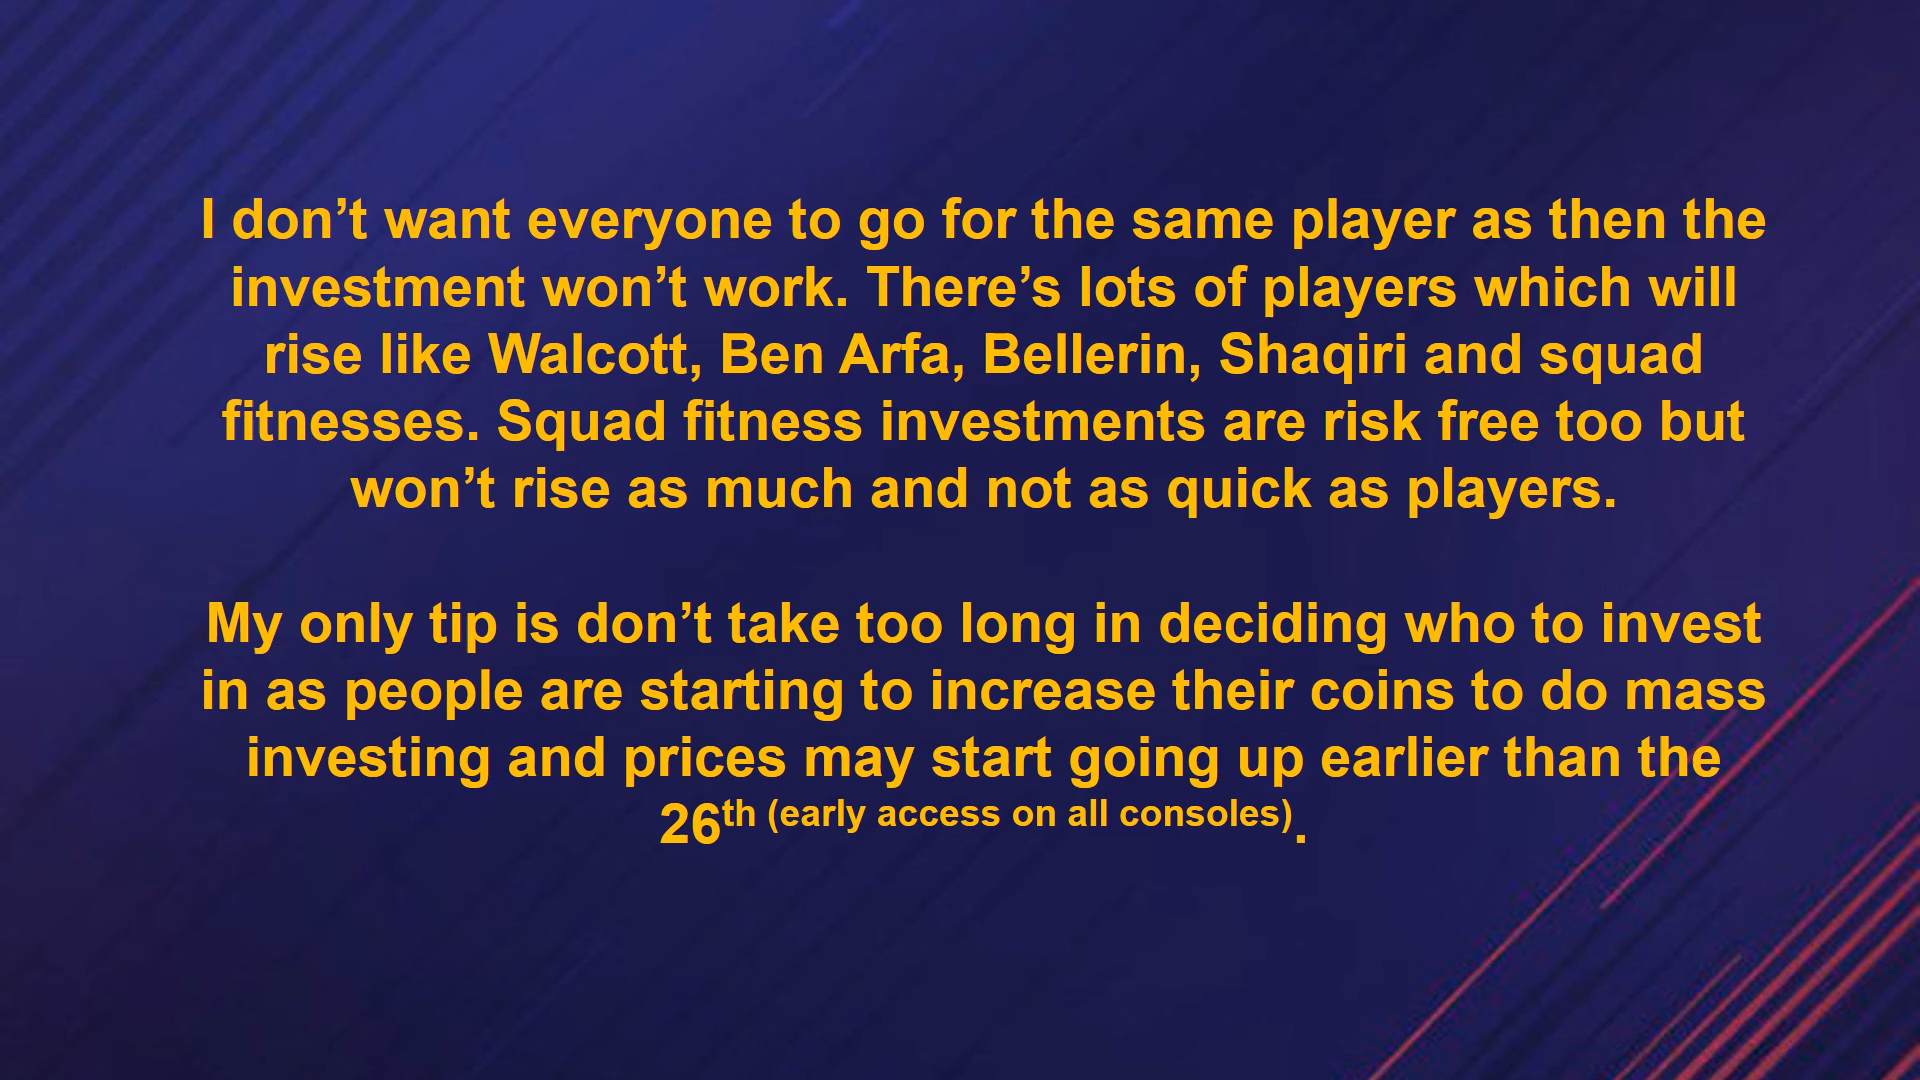 I don’t want everyone to go for the same player as then the
investment won’t work. There’s lots of players which will
rise like Walcott, Ben Arfa, Bellerin, Shaqiri and squad
fitnesses. Squad fitness investments are risk free too but
won’t rise as much and not as quick as players.
My only tip is don’t take too long in deciding who to invest
in as people are starting to increase their coins to do mass
investing and prices may start going up earlier than the
26th (early access on all consoles).